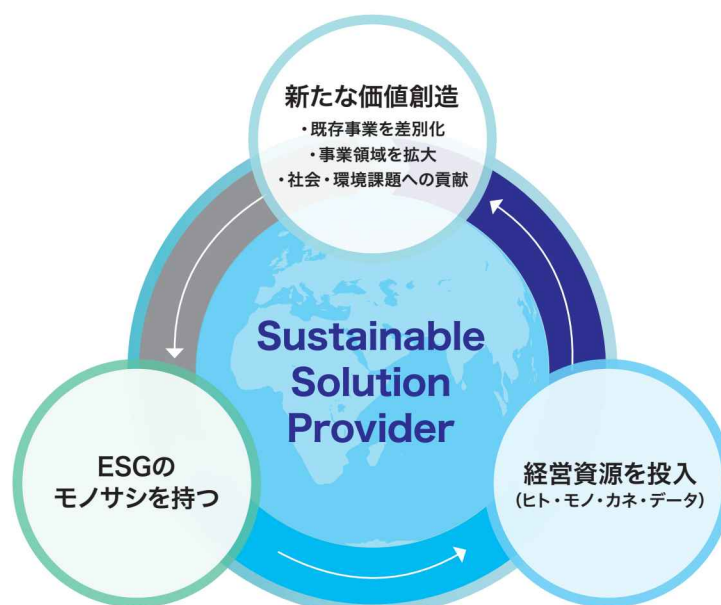 新たな価値創造
・既存事業を差別化
・事業領域を拡大
・社会・環境課題への貢献
Sustainable
Solution
Provider
ESGの
モノサシを持つ
経営資源を投入
(ヒト・モノ・カネ・データ)